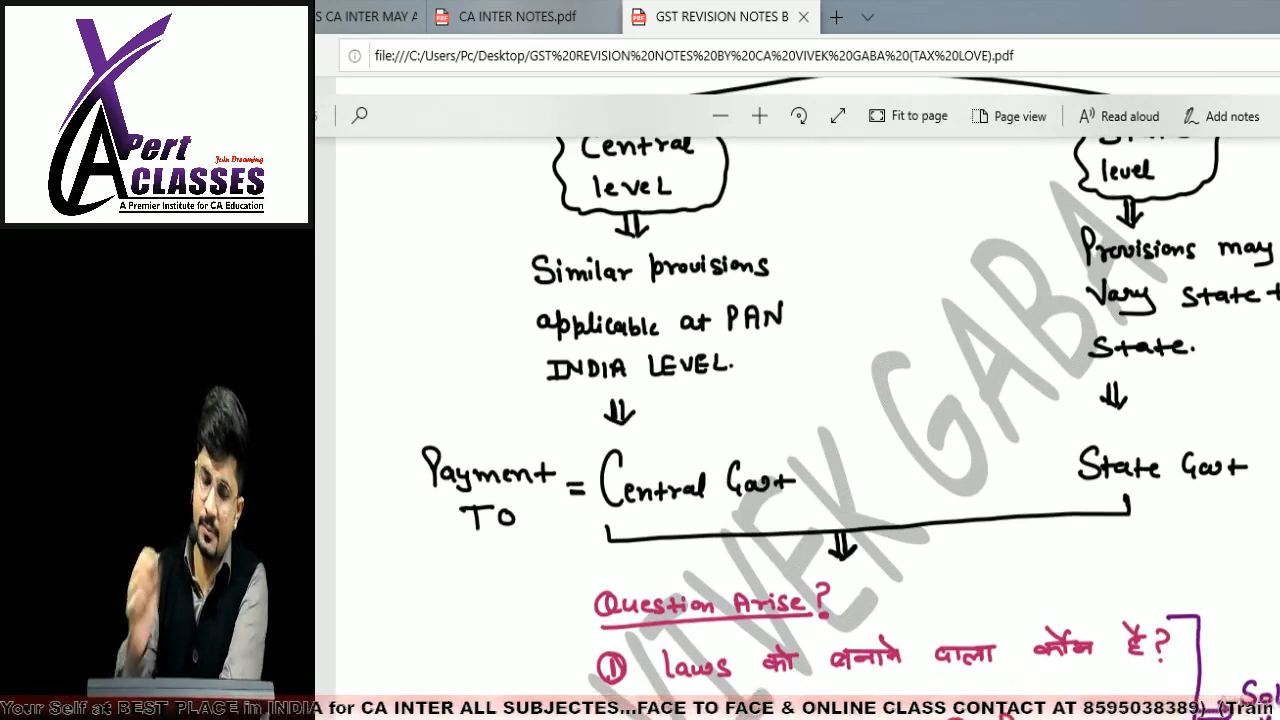 S CA INTER MAY A
CA INTER NOTES.pdf
GST REVISION NOTES B
file:///C:/Users/Pc/Desktop/GST%20REVISION%20NOTES%20BY%20CA%20VIVEK%20GABA%20(TAX%20LOVE).pdf
Fit to page
Page view
Read aloud
Add notes
XPert
Join Dreaming
CA CLASSES
A Premier Institute for CA Education
Central
level
level
Similar provisions
applicable at PAN
INDIA LEVEL.
Provisions may
Vary state t
state.
Payment
TO
= Central Govt
State Govt
Question Arise?
① laws को बनाने वाला कौन है?
VIVEK GABA
Your Self at BEST PLACE in INDIA for CA INTER ALL SUBJECTES...FACE TO FACE & ONLINE CLASS CONTACT AT 8595038389) (Train